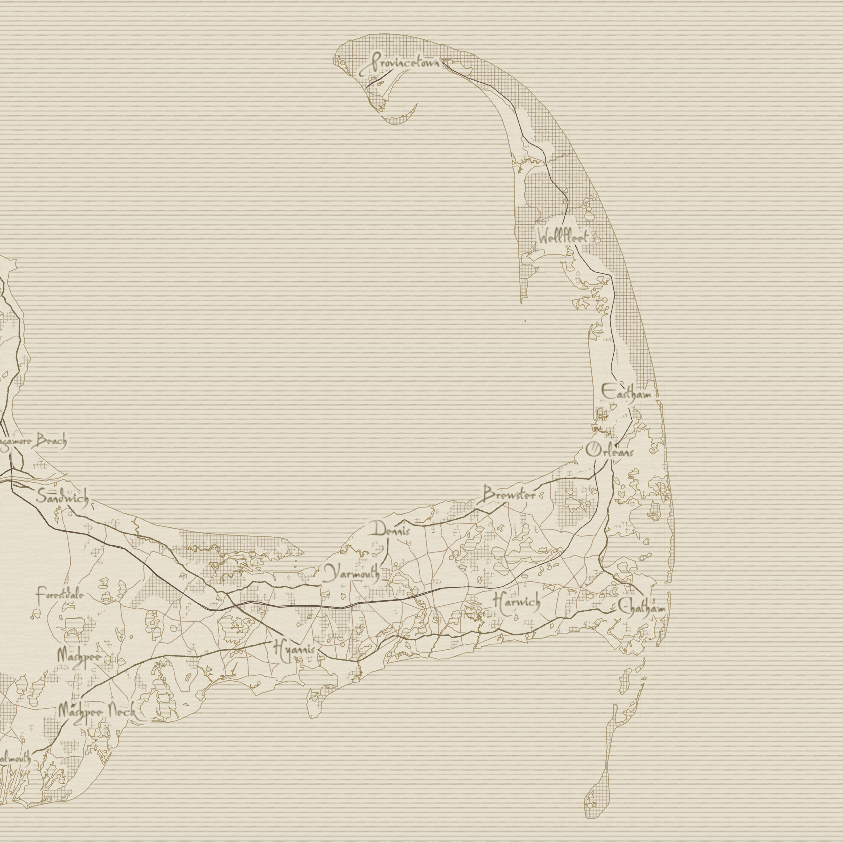 Provincetown
Wellfleet
Eastham
agamore Beach
Orleans
Sandwich
Brewster
Dennis
Yarmouth
Forestdale
Harwich
Chatham
Hyannis
Mashpee
Mashpee Neck
almouth